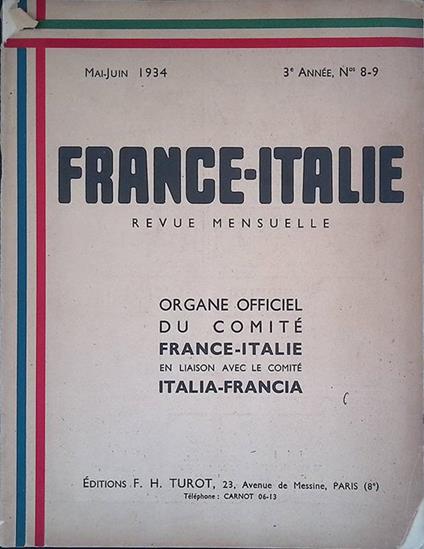 MAI-JUIN 1934 3e ANNÉE, Nos 8-9
FRANCE-ITALIE
REVUE MENSUELLE
ORGANE OFFICIEL
DU COMITÉ
FRANCE-ITALIE
EN LIAISON AVEC LE COMITÉ
ITALIA-FRANCIA
ÉDITIONS F. H. TUROT, 23, Avenue de Messine, PARIS (8e)
Téléphone : CARNOT 06-13